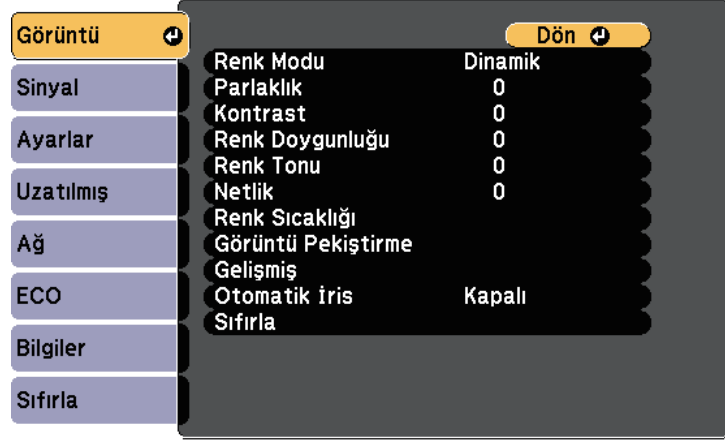 Görüntü
Sinyal
Ayarlar
Uzatılmış
Ağ
ECO
Bilgiler
Sıfırla
Dön
Renk Modu Dinamik
Parlaklık 0
Kontrast 0
Renk Doygunluğu 0
Renk Tonu 0
Netlik 0
Renk Sıcaklığı
Görüntü Pekiştirme
Gelişmiş
Otomatik İris Kapalı
Sıfırla